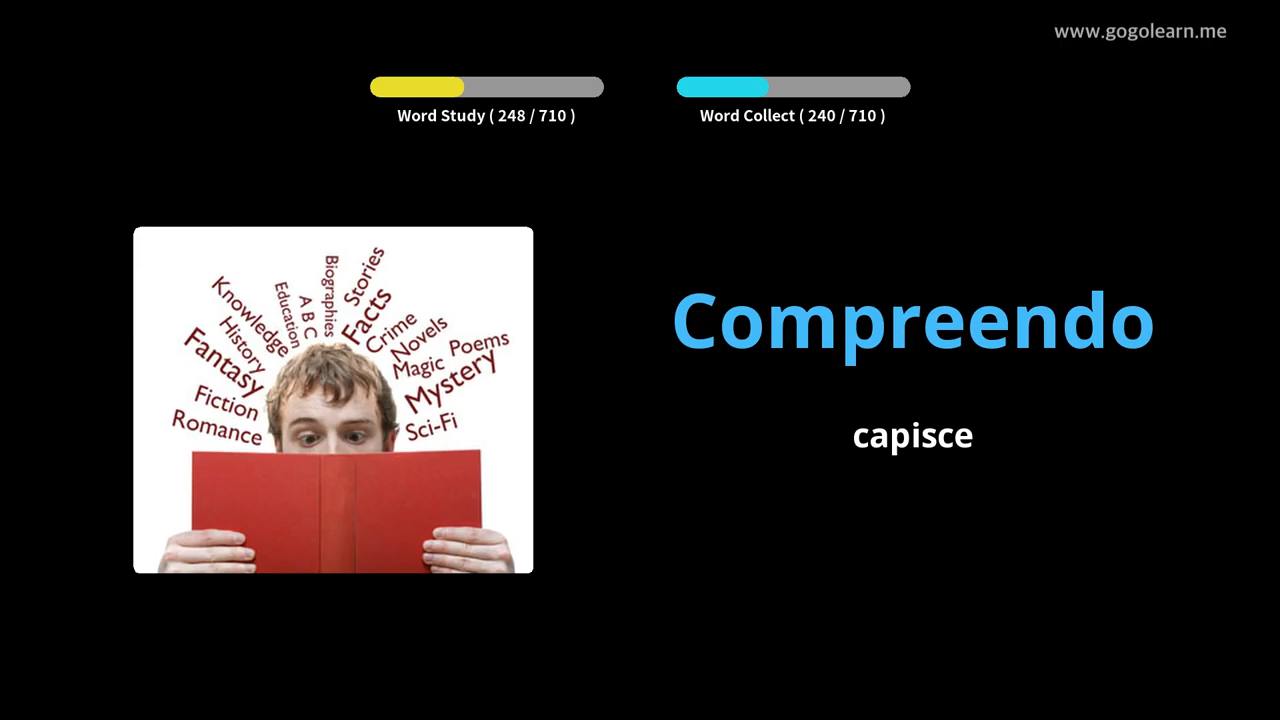 www.gogolearn.me
Word Study ( 248 / 710 )
Word Collect ( 240 / 710 )
Compreendo
capisce
Romance
Fiction
Fantasy
History
Knowledge
Education
A B C
Biographies
Stories
Facts
Crime
Novels
Magic
Poems
Mystery
Sci-Fi